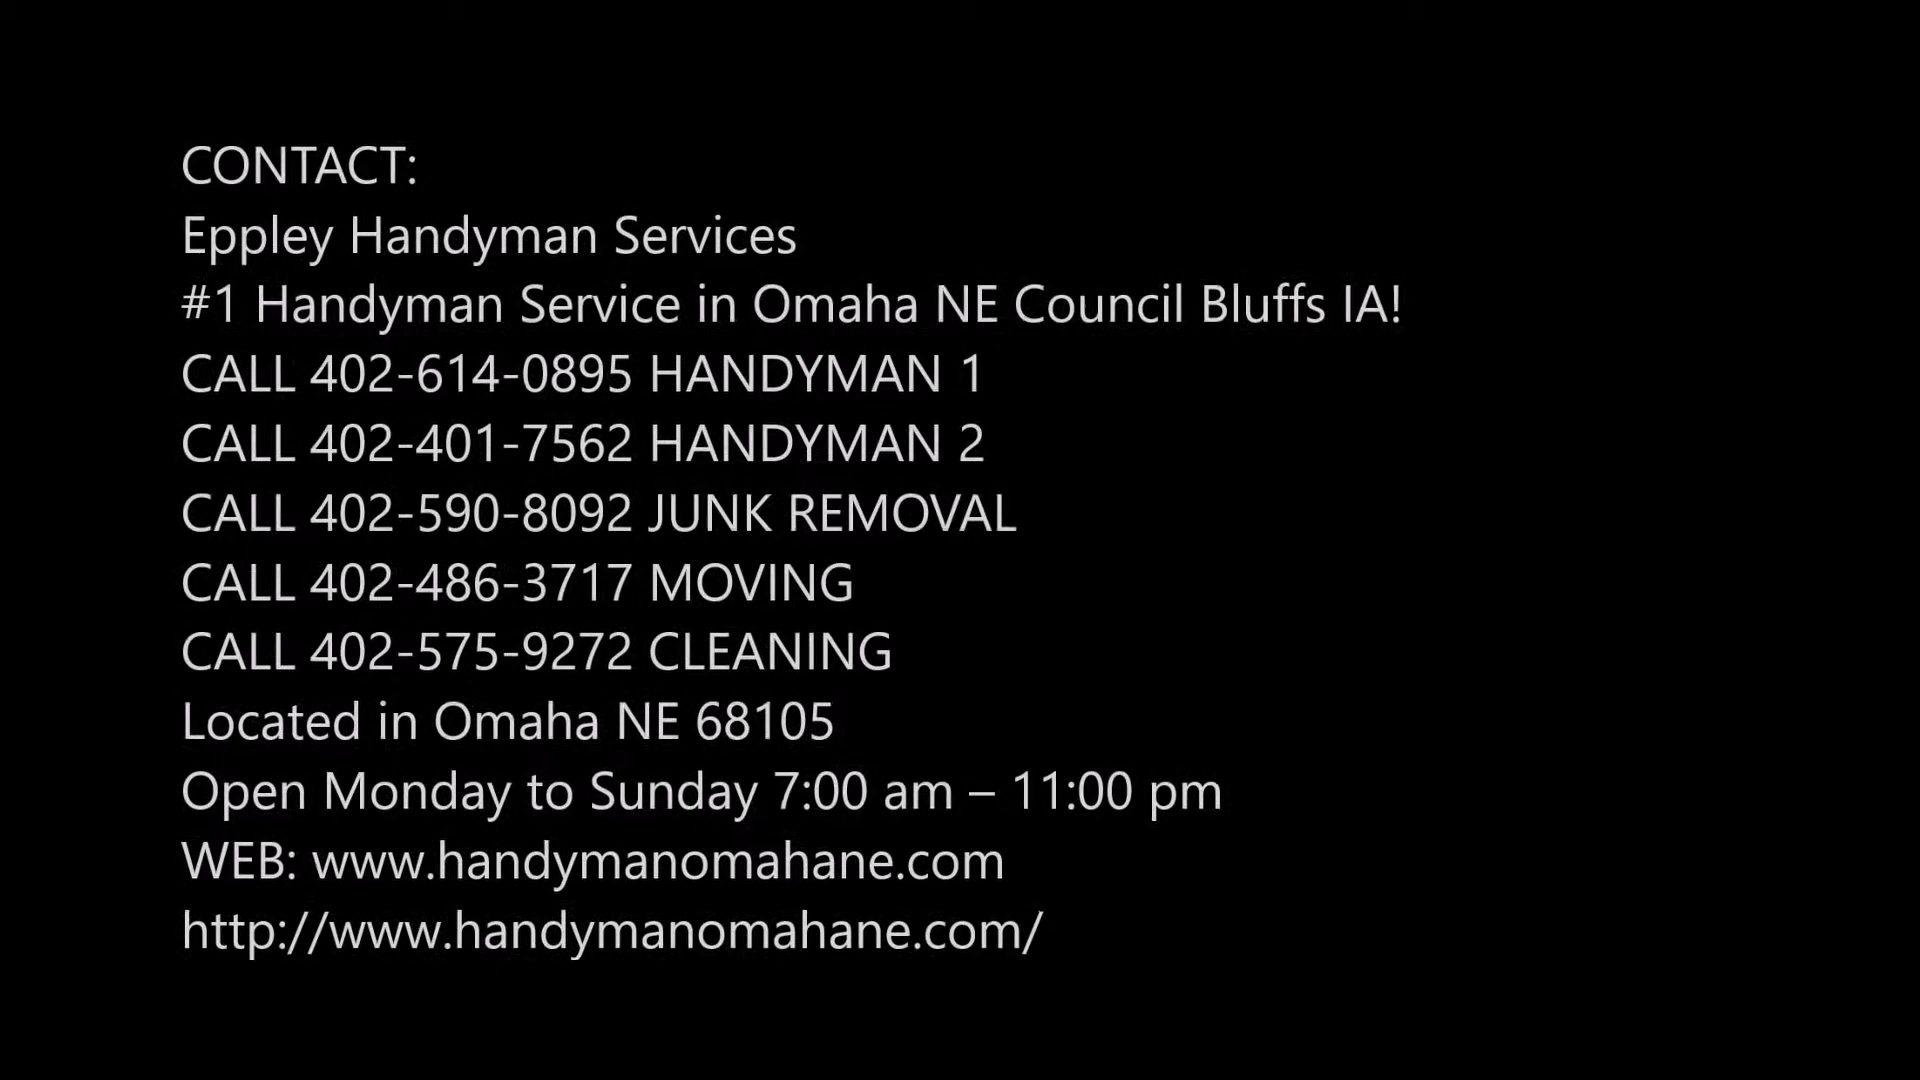 CONTACT:
Eppley Handyman Services
#1 Handyman Service in Omaha NE Council Bluffs IA!
CALL 402-614-0895 HANDYMAN 1
CALL 402-401-7562 HANDYMAN 2
CALL 402-590-8092 JUNK REMOVAL
CALL 402-486-3717 MOVING
CALL 402-575-9272 CLEANING
Located in Omaha NE 68105
Open Monday to Sunday 7:00 am – 11:00 pm
WEB: www.handymanomahane.com
http://www.handymanomahane.com/